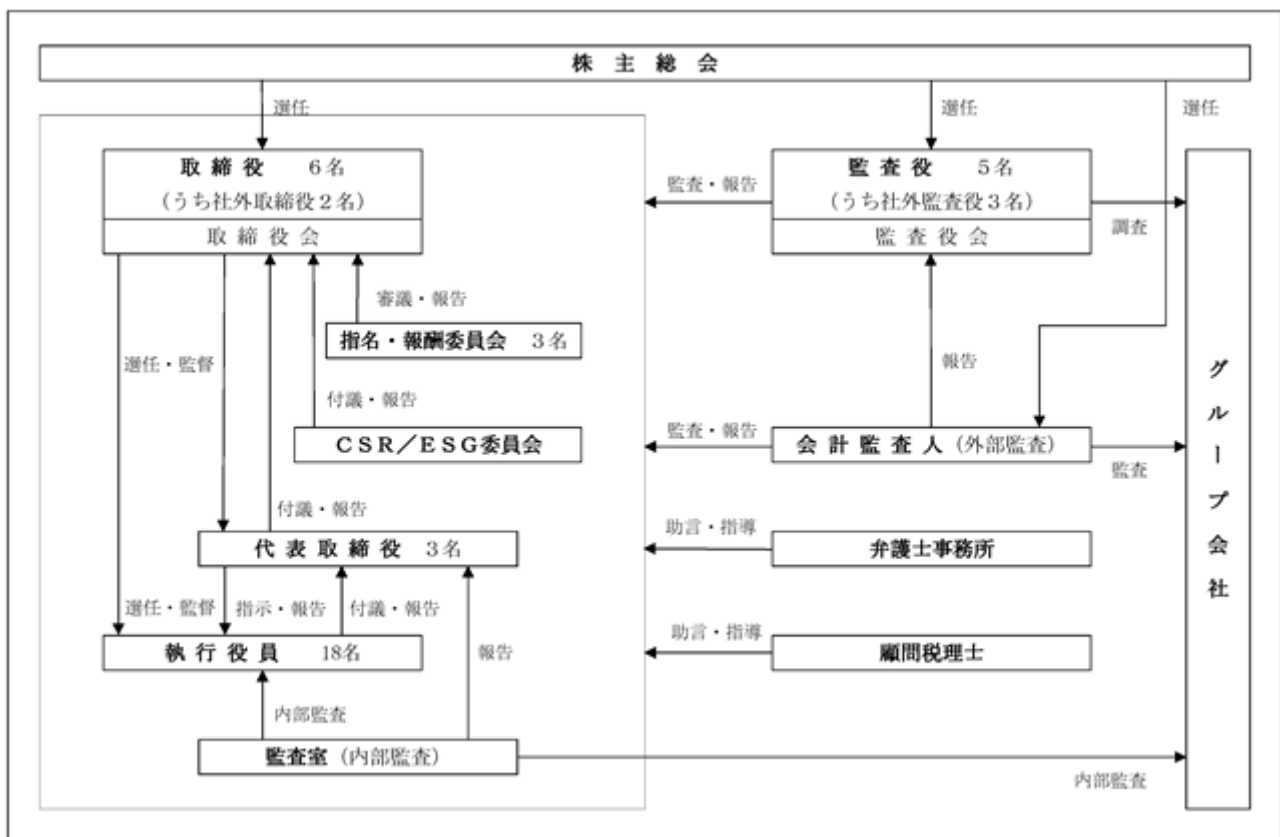 株主総会
選任
選任
選任
取締役　6名
（うち社外取締役２名）
取締役会
監査・報告
監査役　5名
（うち社外監査役３名）
監査役会
調査
審議・報告
指名・報酬委員会　3名
選任・監督
付議・報告
報告
CSR／ESG委員会
監査・報告
会計監査人（外部監査）
監査
グループ会社
付議・報告
代表取締役　3名
助言・指導
弁護士事務所
選任・監督
指示・報告
付議・報告
執行役員　18名
報告
助言・指導
顧問税理士
内部監査
監査室（内部監査）
内部監査